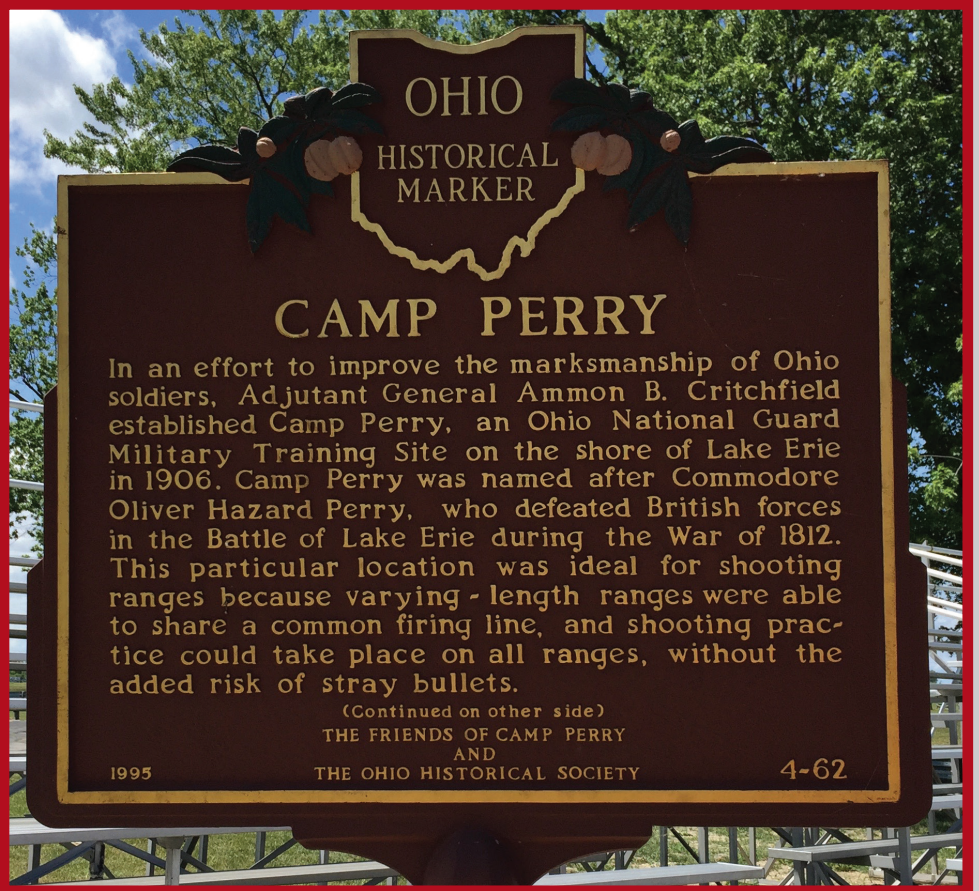 OHIO
HISTORICAL
MARKER
CAMP PERRY
In an effort to improve the marksmanship of Ohio
soldiers, Adjutant General Ammon B. Critchfield
established Camp Perry, an Ohio National Guard
Military Training Site on the shore of Lake Erie
in 1906. Camp Perry was named after Commodore
Oliver Hazard Perry, who defeated British forces
in the Battle of Lake Erie during the War of 1812.
This particular location was ideal for shooting
ranges because varying-length ranges were able
to share a common firing line, and shooting prac-
tice could take place on all ranges, without the
added risk of stray bullets.
(Continued on other side)
THE FRIENDS OF CAMP PERRY
AND
1995 THE OHIO HISTORICAL SOCIETY 4-62